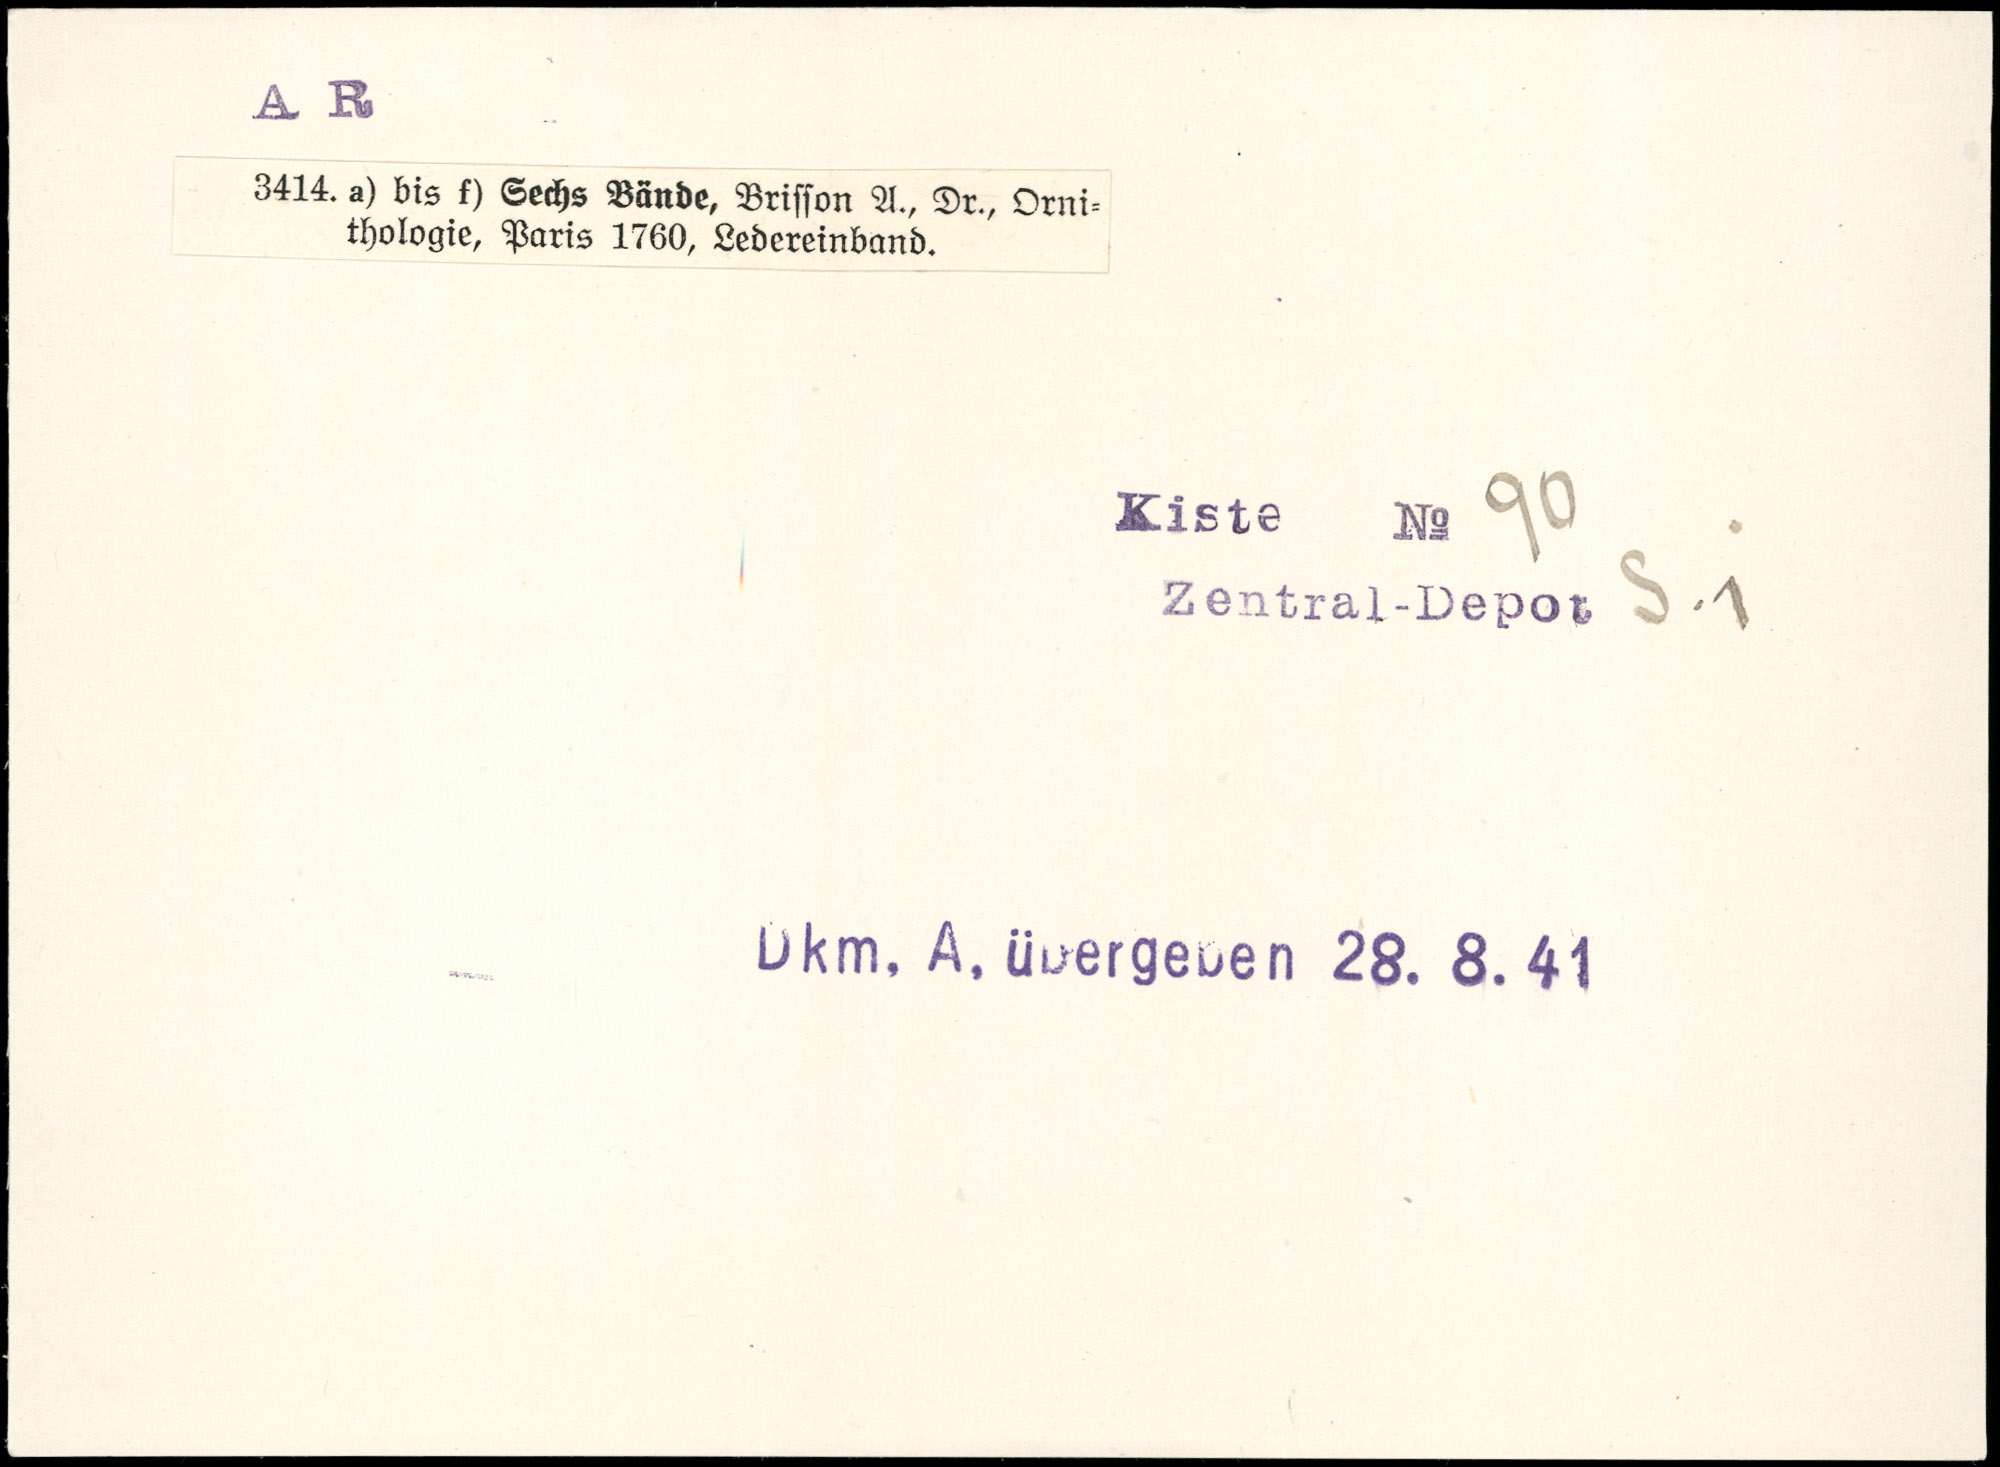 A R
3414. a) bis f) Sechs Bände, Brisson A., Dr., Orni-
thologie, Paris 1760, Ledereinband.
Kiste № 90
Zentral-Depot S.1
Dkm. A. übergeben 28. 8. 41